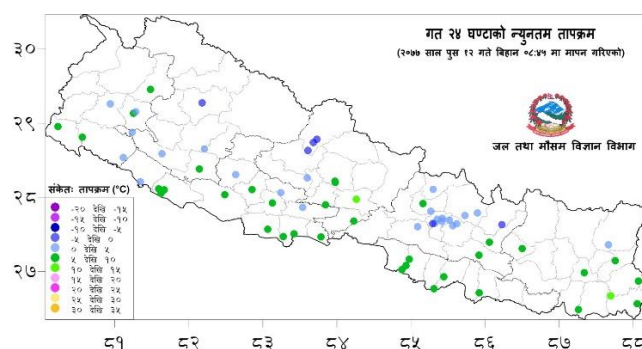 गत २४ घण्टाको न्युनतम तापक्रम
(२०७७ साल पुस १२ गते बिहान ०८:४५ मा मापन गरिएको)
जल तथा मौसम विज्ञान विभाग
३०
२९
२८
२७
संकेतः तापक्रम (°C)
-२० देखि -१५
-१५ देखि -१०
-१० देखि -५
-५ देखि ०
० देखि ५
५ देखि १०
१० देखि १५
१५ देखि २०
२० देखि २५
२५ देखि ३०
३० देखि ३५
८१ ८२ ८३ ८४ ८५ ८६ ८७ ८८